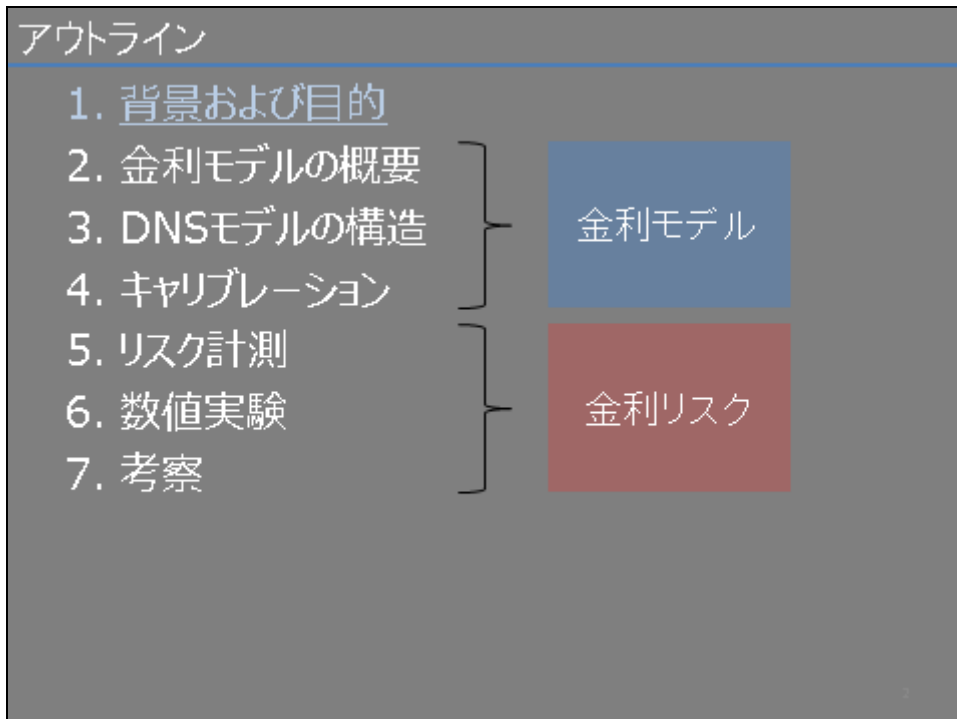 アウトライン
1. 背景および目的
2. 金利モデルの概要
3. DNSモデルの構造
4. キャリブレーション
金利モデル
5. リスク計測
6. 数値実験
7. 考察
金利リスク
2